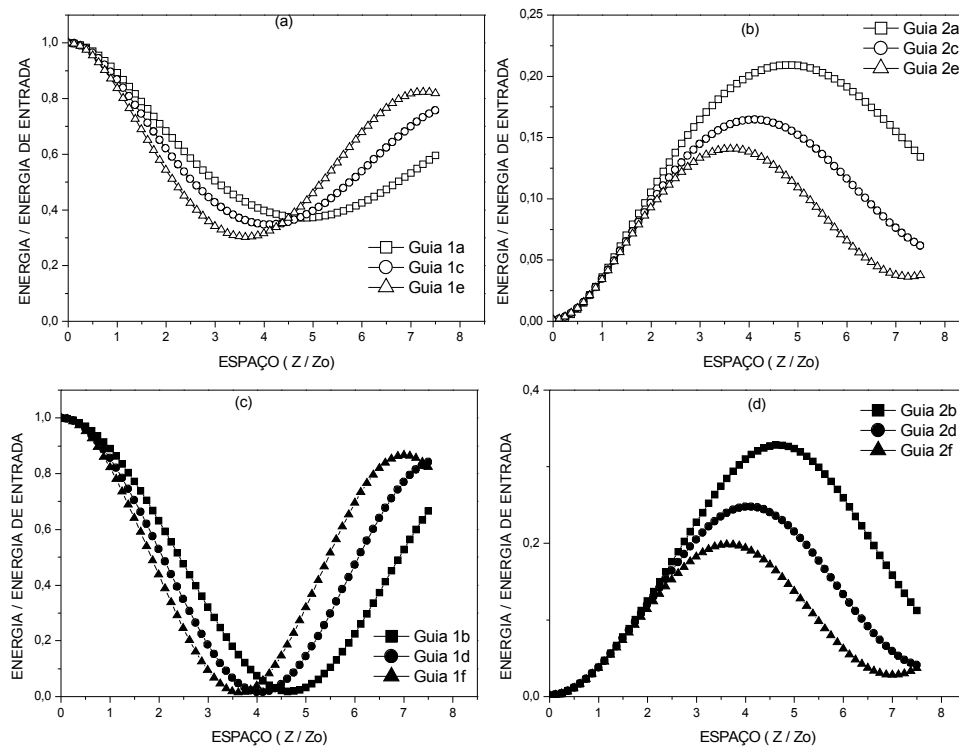 (a)
ENERGIA / ENERGIA DE ENTRADA
1,0
0,8
0,6
0,4
0,2
0,0
Guia 1a
Guia 1c
Guia 1e
0 1 2 3 4 5 6 7 8
ESPAÇO ( Z / Zo)
(b)
ENERGIA / ENERGIA DE ENTRADA
0,25
0,20
0,15
0,10
0,05
0,00
Guia 2a
Guia 2c
Guia 2e
0 1 2 3 4 5 6 7 8
ESPAÇO ( Z / Zo)
(c)
ENERGIA / ENERGIA DE ENTRADA
1,0
0,8
0,6
0,4
0,2
0,0
Guia 1b
Guia 1d
Guia 1f
0 1 2 3 4 5 6 7 8
ESPAÇO ( Z / Zo)
(d)
ENERGIA / ENERGIA DE ENTRADA
0,4
0,2
0,0
Guia 2b
Guia 2d
Guia 2f
0 1 2 3 4 5 6 7 8
ESPAÇO ( Z / Zo)